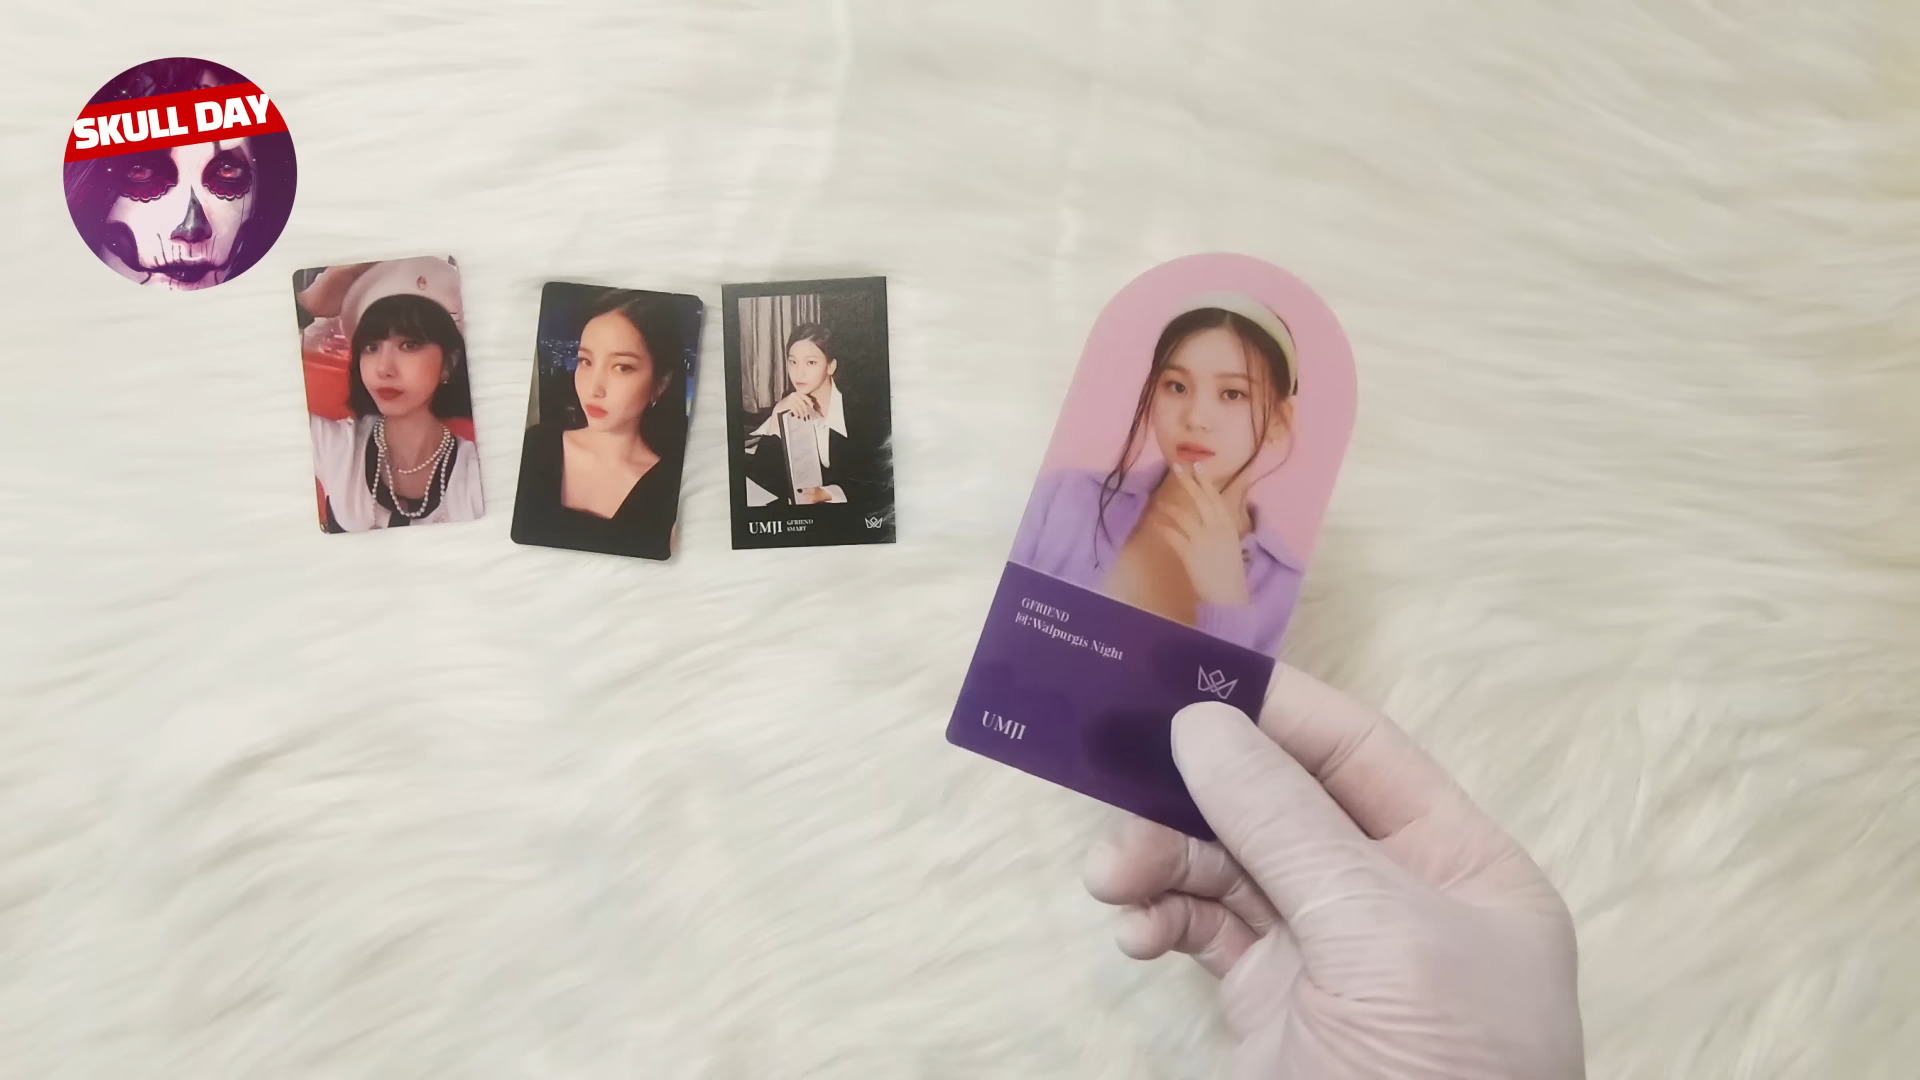 SKULL DAY
UMJI
GFRIEND
SMART
GFRIEND
回:Walpurgis Night
UMJI